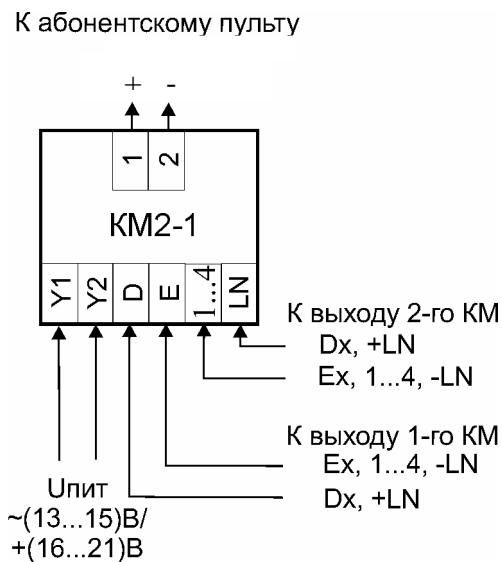 К абонентскому пульту
+ -
1 2
КМ2-1
Y1 Y2 D E 1...4 LN
К выходу 2-го КМ
Dx, +LN
Ex, 1...4, -LN
К выходу 1-го КМ
Ex, 1...4, -LN
Dx, +LN
Uпит
~(13...15)В/
+(16...21)В